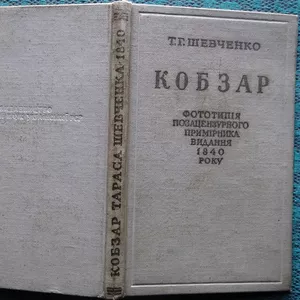 Т. Г. ШЕВЧЕНКО
КОБЗАР
ФОТОТИПІЯ
ПОЗАЦЕНЗУРНОГО
ПРИМІРНИКА
ВИДАННЯ
1840
РОКУ
КОБЗАР ТАРАСА ШЕВЧЕНКА 1840